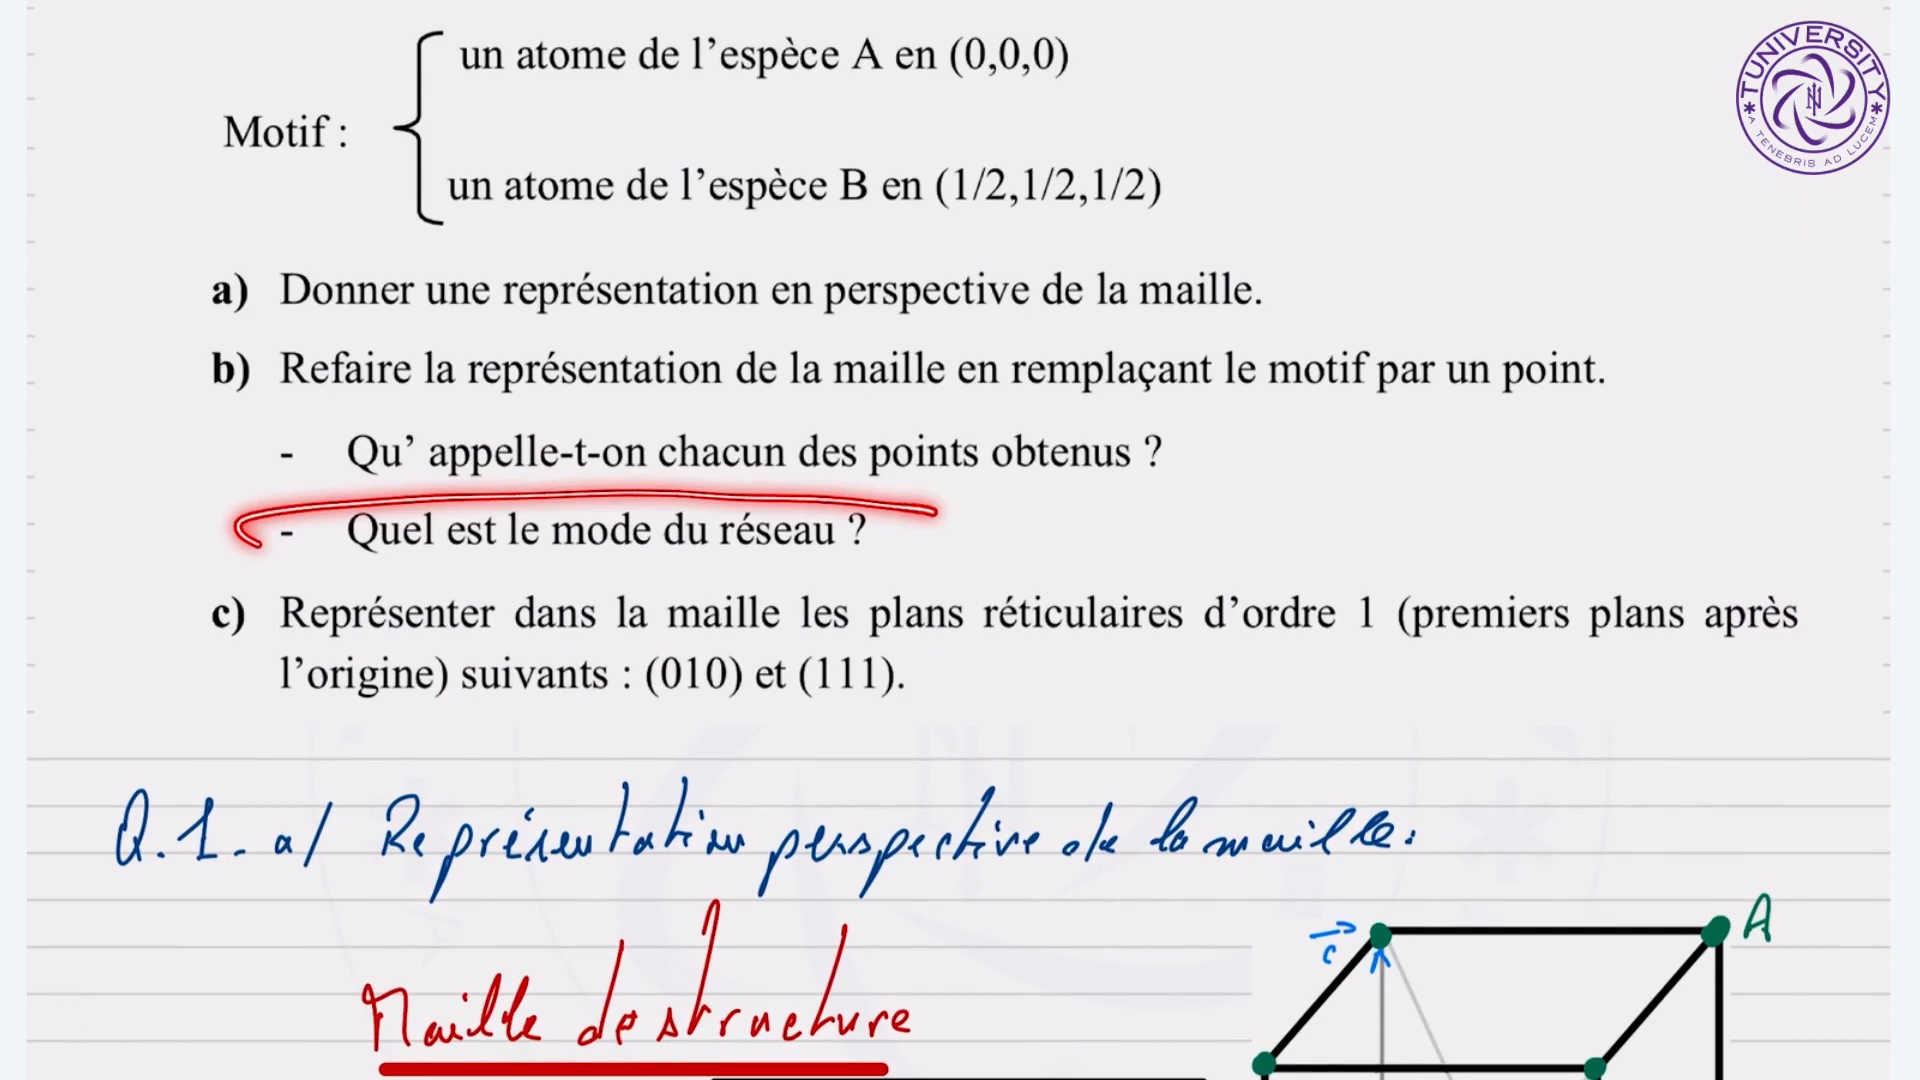 TUNIVERSITY
* A TENEBRIS AD LUCEM *
un atome de l’espèce A en (0,0,0)
Motif :
un atome de l’espèce B en (1/2,1/2,1/2)
a) Donner une représentation en perspective de la maille.
b) Refaire la représentation de la maille en remplaçant le motif par un point.
- Qu’ appelle-t-on chacun des points obtenus ?
- Quel est le mode du réseau ?
c) Représenter dans la maille les plans réticulaires d’ordre 1 (premiers plans après
l’origine) suivants : (010) et (111).
Q.1-a/ Représentation perspective de la maille:
A
c
Maille de structure